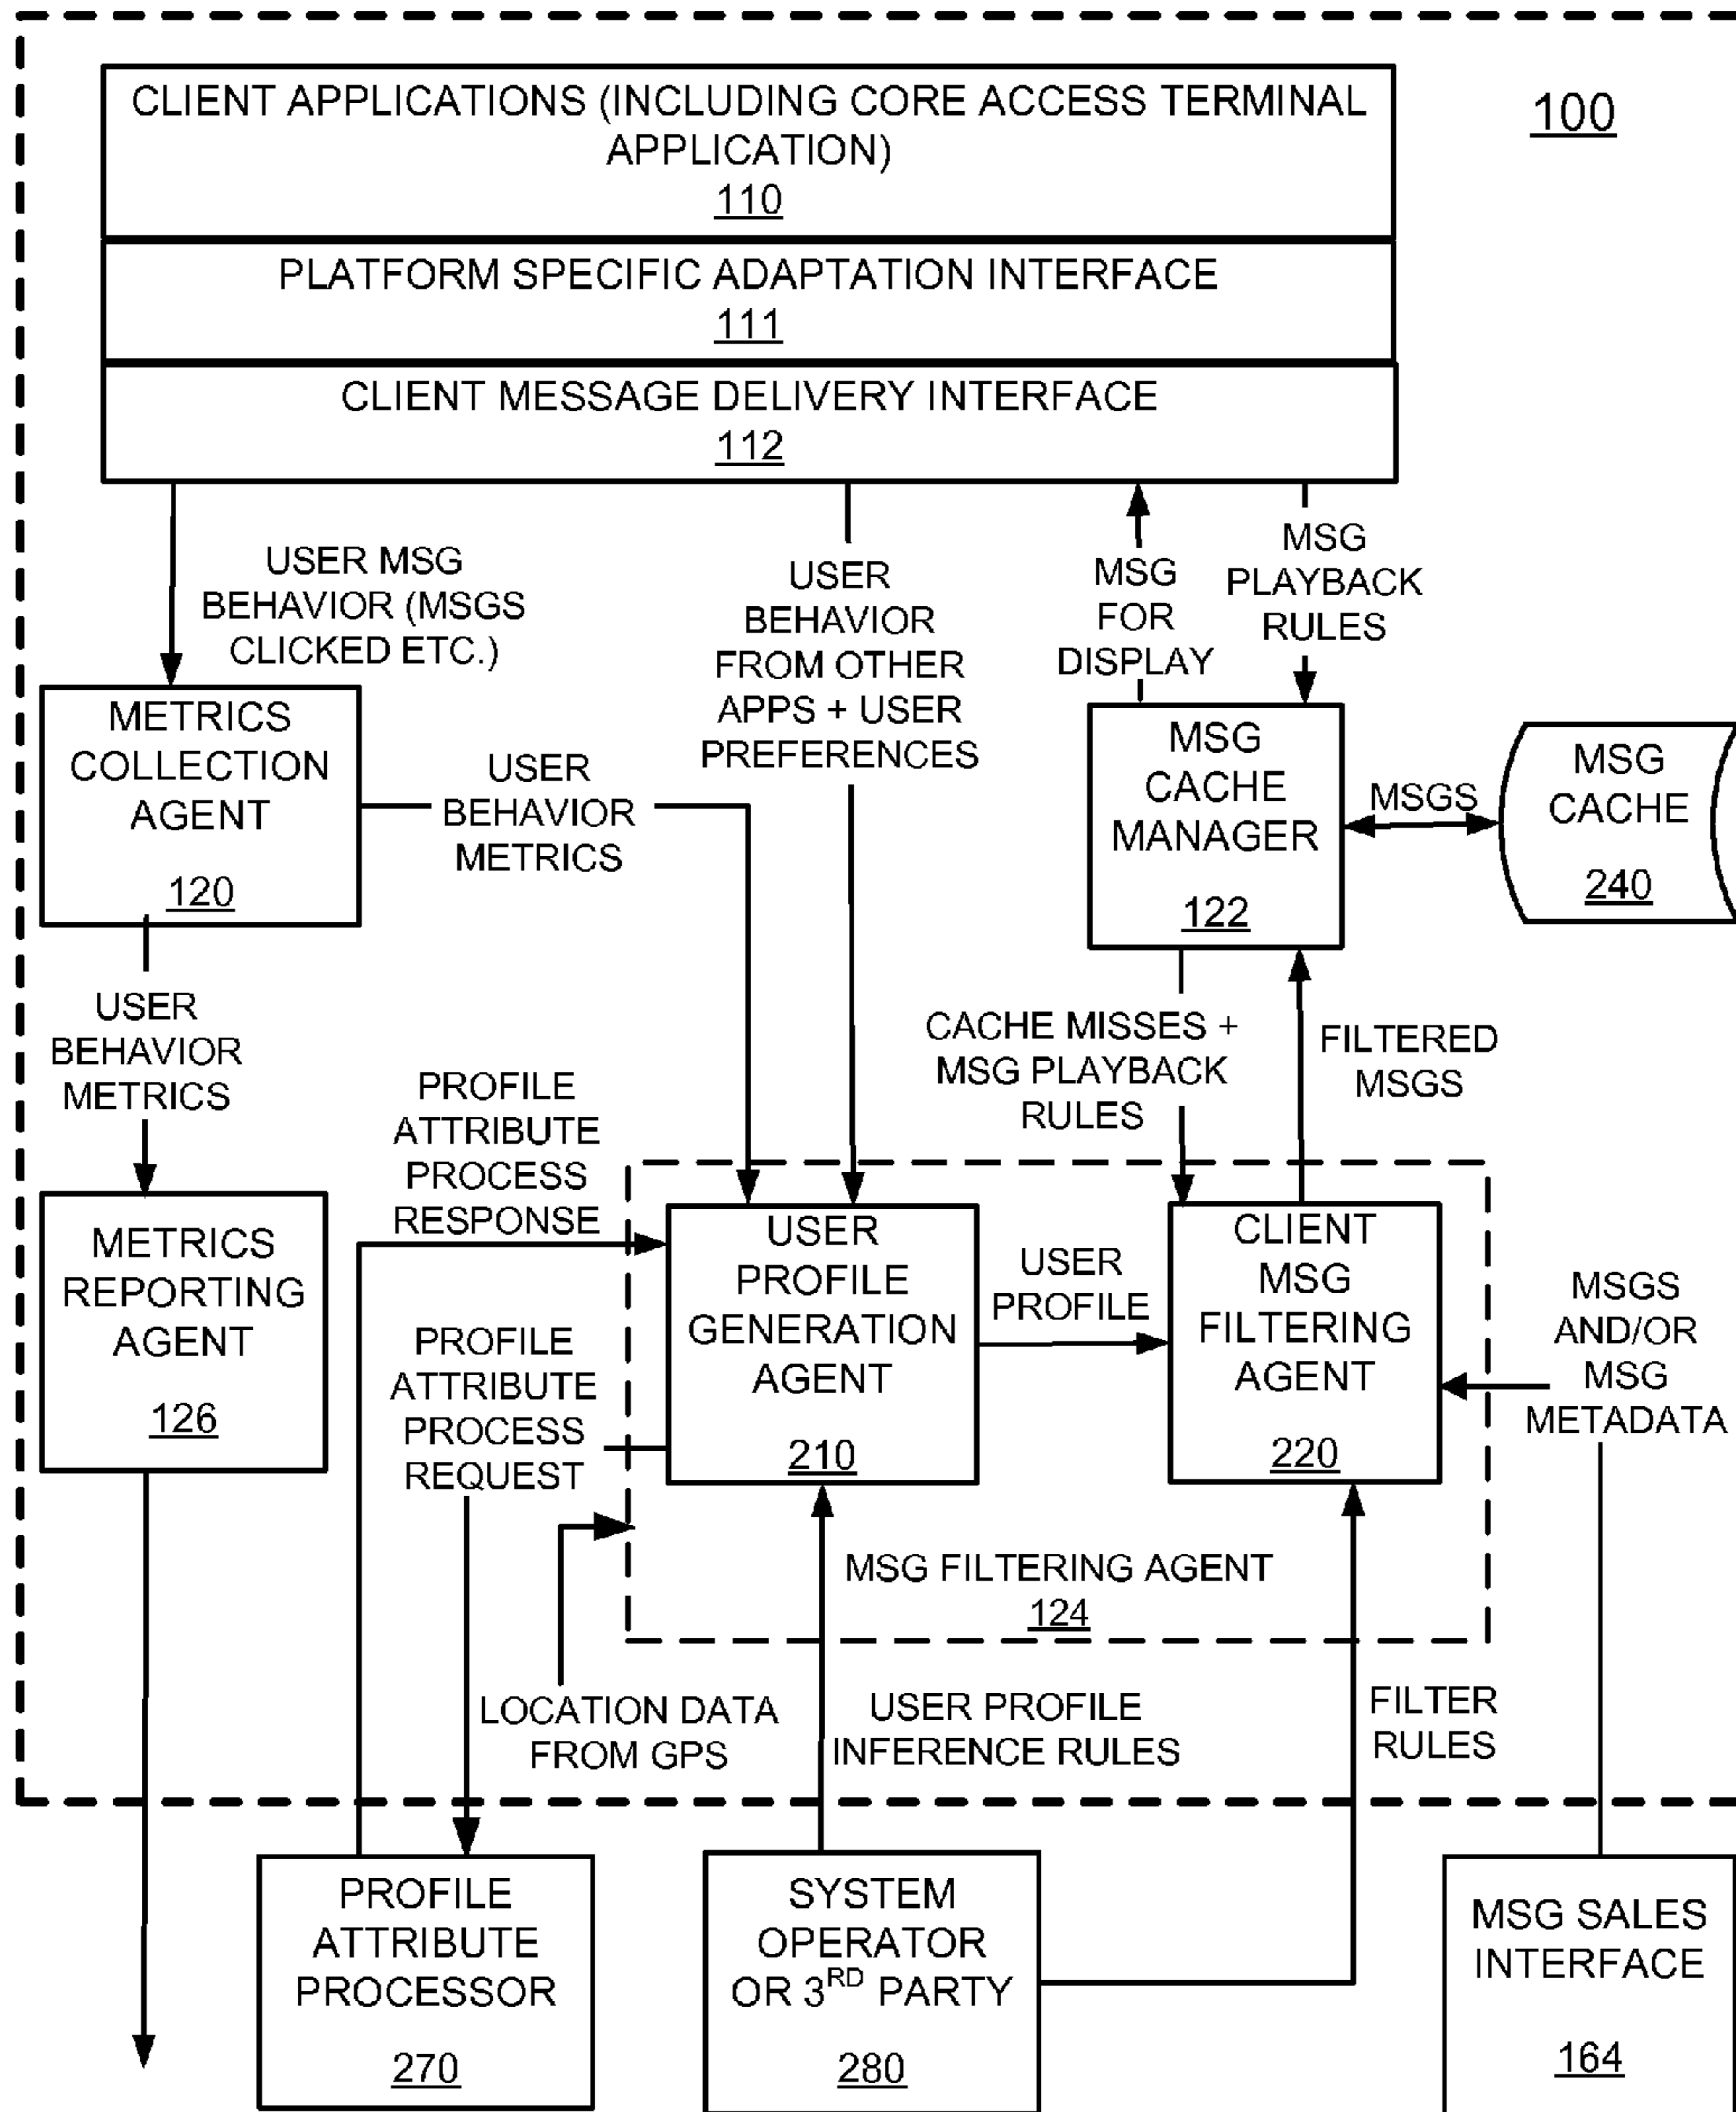 CLIENT APPLICATIONS (INCLUDING CORE ACCESS TERMINAL
APPLICATION)
110
100
PLATFORM SPECIFIC ADAPTATION INTERFACE
111
CLIENT MESSAGE DELIVERY INTERFACE
112
USER MSG
BEHAVIOR (MSGS
CLICKED ETC.)
USER
BEHAVIOR
FROM OTHER
APPS + USER
PREFERENCES
MSG
FOR
DISPLAY
MSG
PLAYBACK
RULES
METRICS
COLLECTION
AGENT
120
USER
BEHAVIOR
METRICS
MSG
CACHE
MANAGER
122
MSGS
MSG
CACHE
240
USER
BEHAVIOR
METRICS
CACHE MISSES +
MSG PLAYBACK
RULES
FILTERED
MSGS
PROFILE
ATTRIBUTE
PROCESS
RESPONSE
METRICS
REPORTING
AGENT
126
PROFILE
ATTRIBUTE
PROCESS
REQUEST
USER
PROFILE
GENERATION
AGENT
210
USER
PROFILE
CLIENT
MSG
FILTERING
AGENT
220
MSGS
AND/OR
MSG
METADATA
MSG FILTERING AGENT
124
LOCATION DATA
FROM GPS
USER PROFILE
INFERENCE RULES
FILTER
RULES
PROFILE
ATTRIBUTE
PROCESSOR
270
SYSTEM
OPERATOR
OR 3RD PARTY
280
MSG SALES
INTERFACE
164